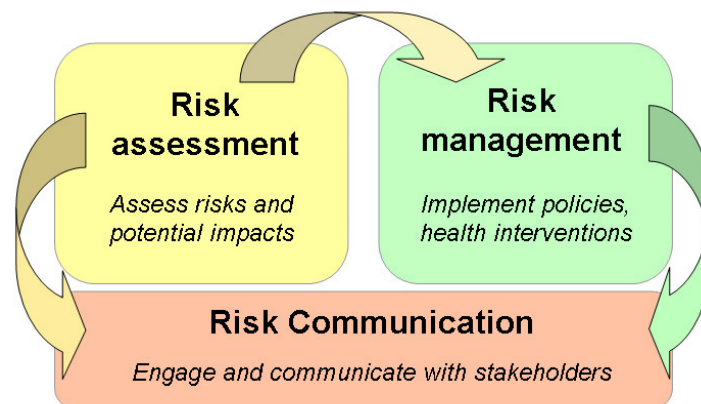 Risk
assessment
Assess risks and
potential impacts
Risk
management
Implement policies,
health interventions
Risk Communication
Engage and communicate with stakeholders